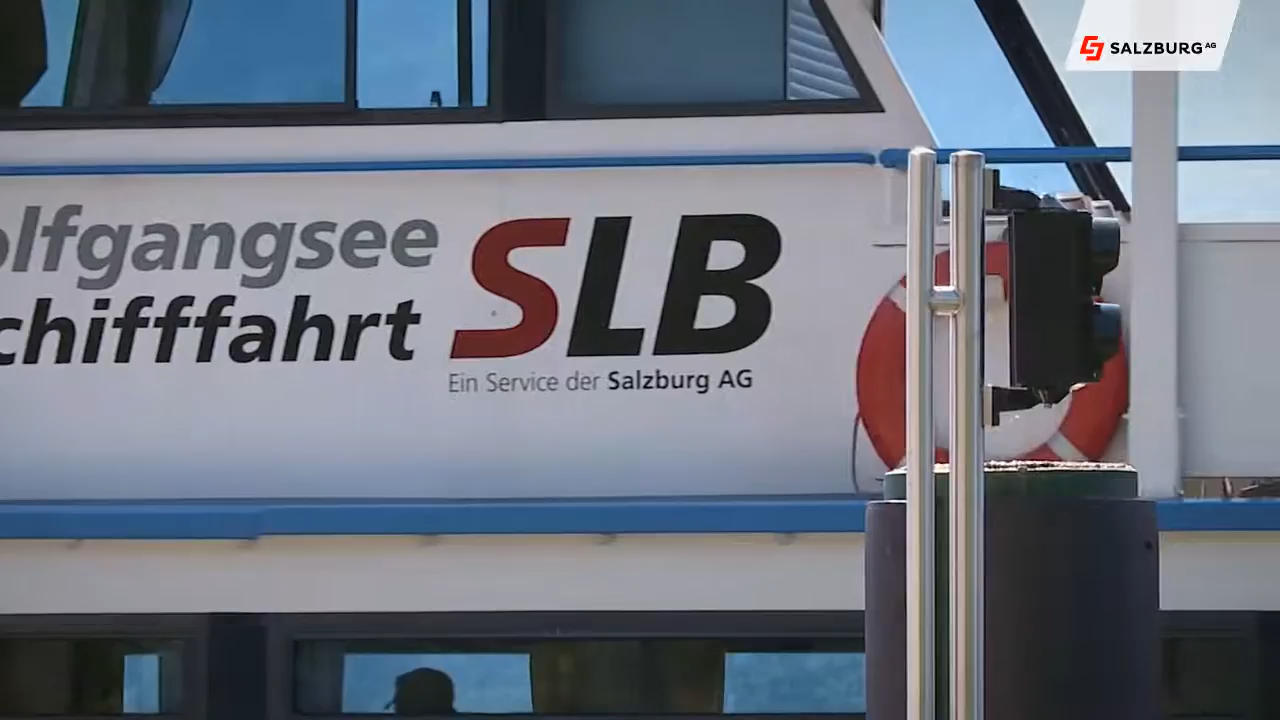 SALZBURG AG
olfgangsee
chifffahrt
SLB
Ein Service der Salzburg AG